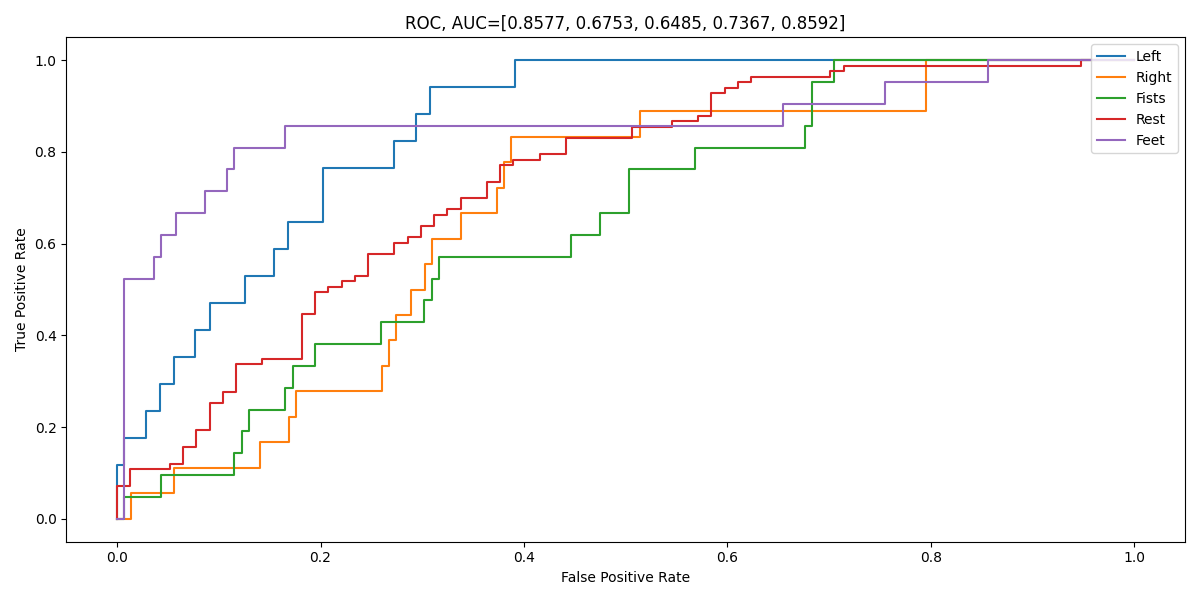 ROC, AUC=[0.8577, 0.6753, 0.6485, 0.7367, 0.8592]
1.0
0.8
0.6
0.4
0.2
0.0
True Positive Rate
Left
Right
Fists
Rest
Feet
0.0 0.2 0.4 0.6 0.8 1.0
False Positive Rate